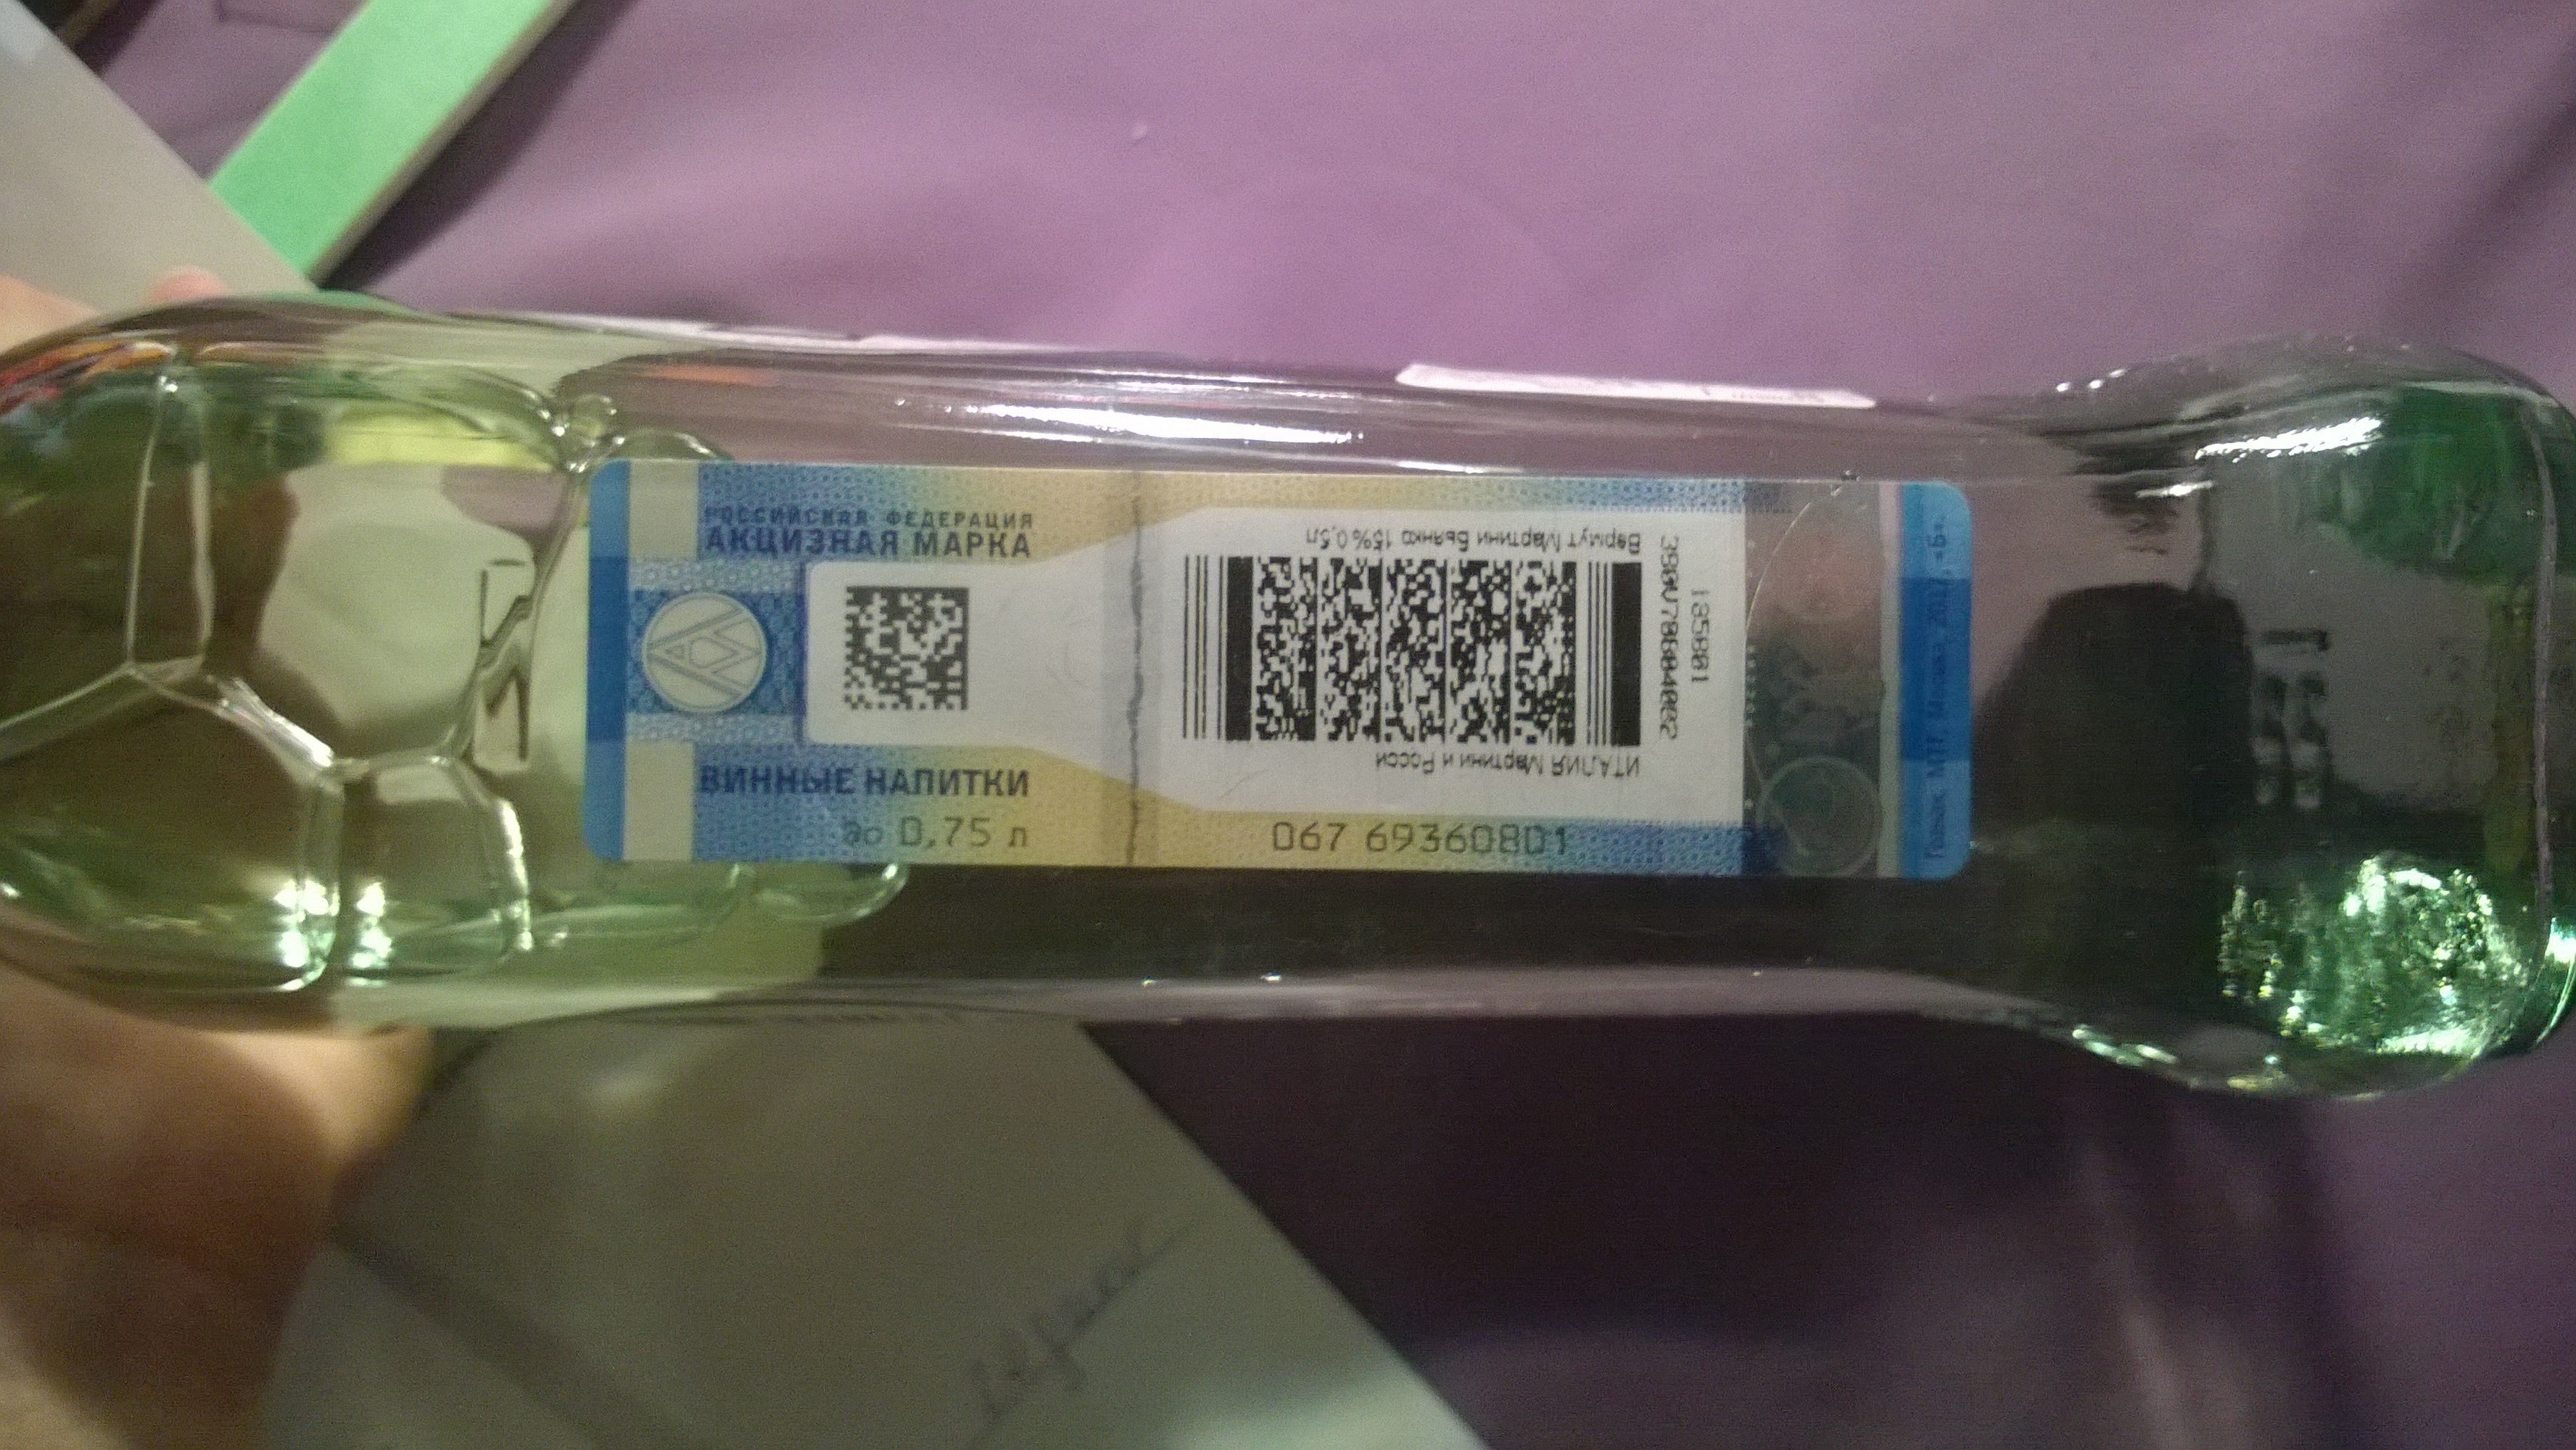 РОССИЙСКАЯ ФЕДЕРАЦИЯ
АКЦИЗНАЯ МАРКА
ВИННЫЕ НАПИТКИ
до 0,75 л
Вермут Мартини Бьянко 15% 0,5л
ИТАЛИЯ Мартини и Росси
067 69360801